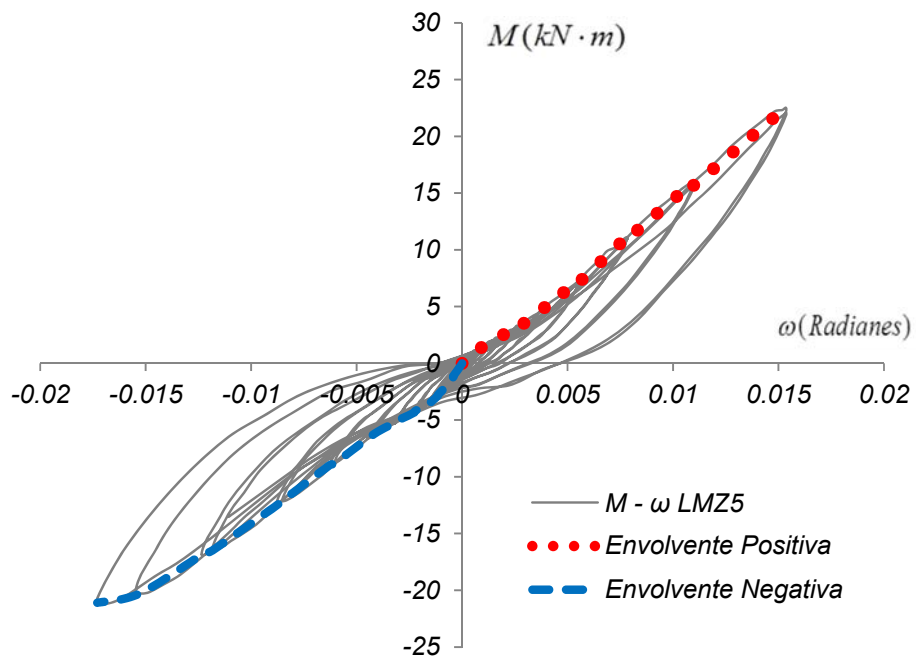 30
M (kN · m)
25
20
15
10
5
ω(Radianes)
0
-0.02 -0.015 -0.01 -0.005 0 0.005 0.01 0.015 0.02
-5
-10
M - ω LMZ5
-15
Envolvente Positiva
-20
Envolvente Negativa
-25